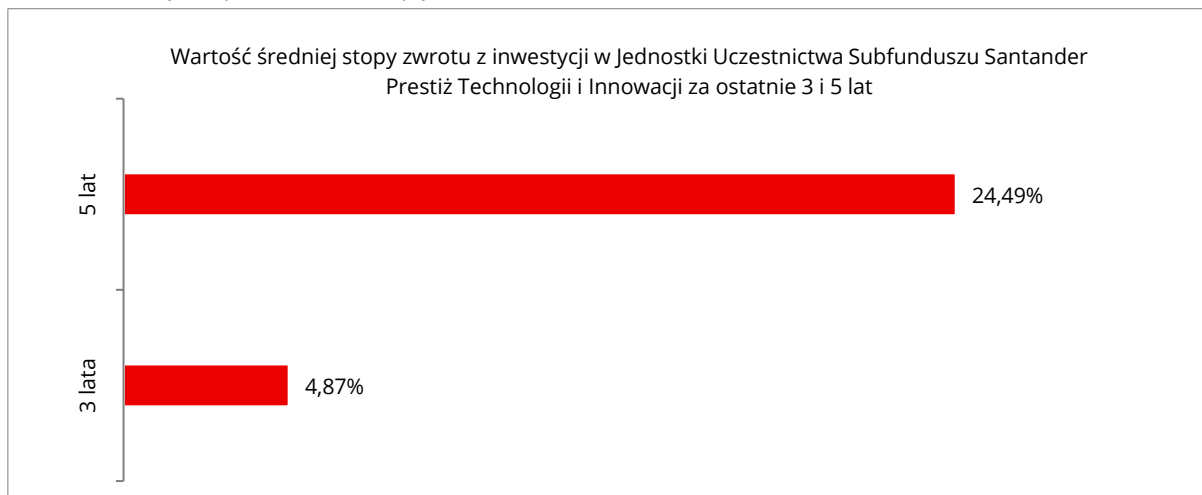 Wartość średniej stopy zwrotu z inwestycji w Jednostki Uczestnictwa Subfunduszu Santander
Prestiż Technologii i Innowacji za ostatnie 3 i 5 lat
5 lat
24,49%
3 lata
4,87%